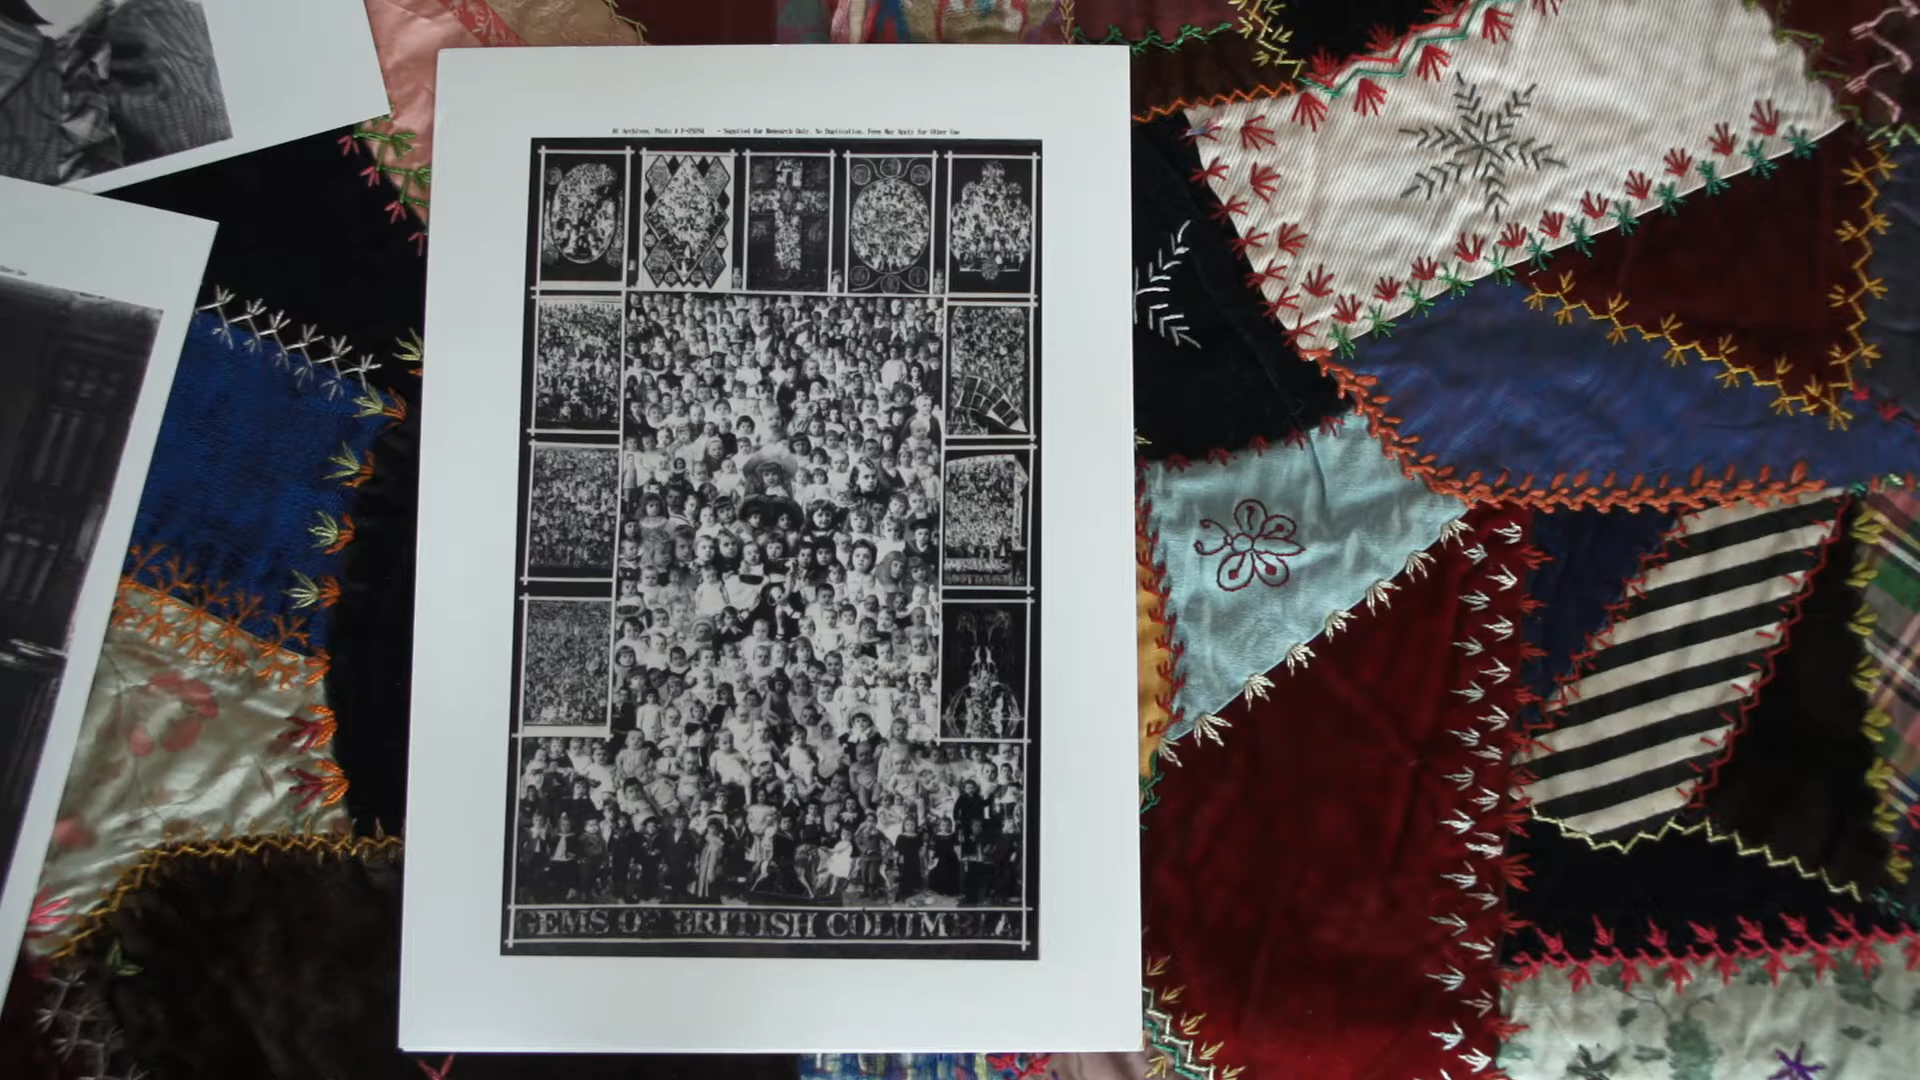 BC Archives, Photo # F-05091 - Supplied for Research Only. No Duplication. Fees May Apply for Other Use
GEMS OF BRITISH COLUMBIA